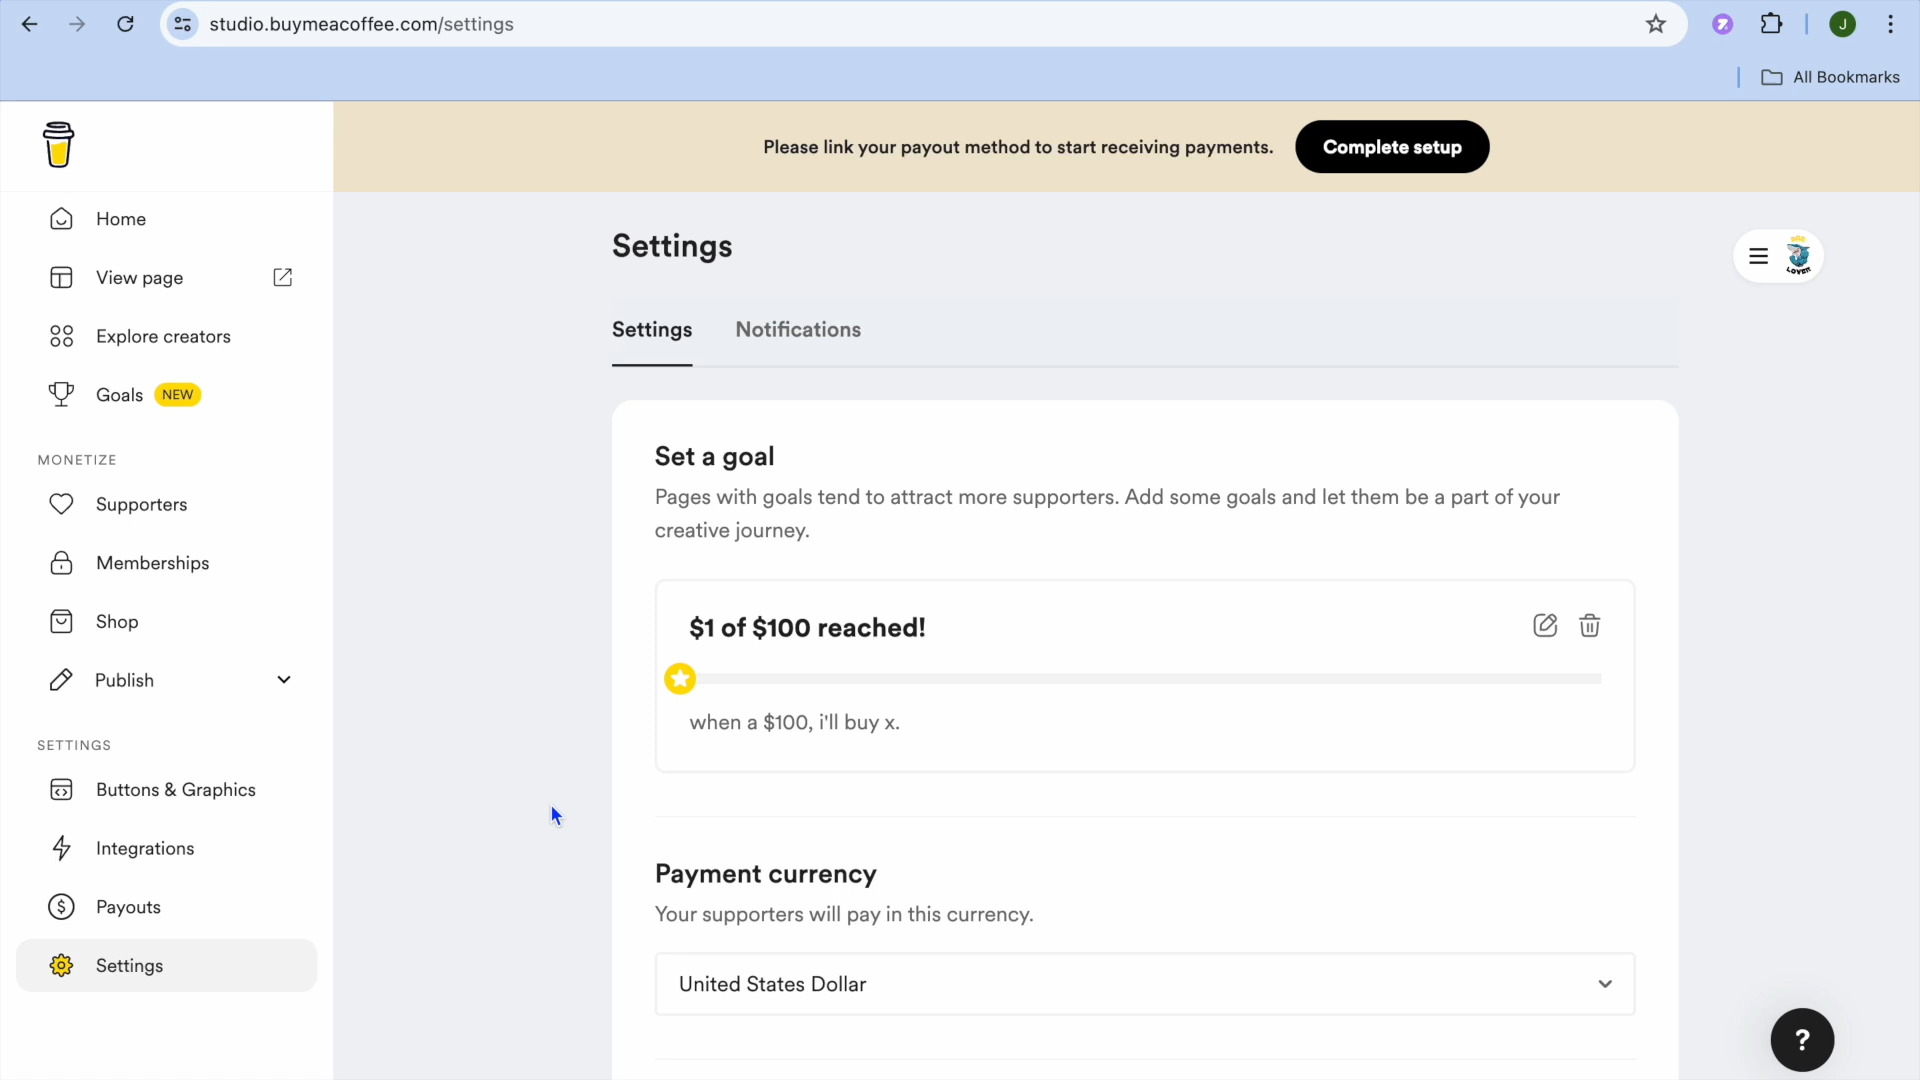 studio.buymeacoffee.com/settings
J
All Bookmarks
Please link your payout method to start receiving payments.
Complete setup
Home
View page
Explore creators
Goals NEW
MONETIZE
Supporters
Memberships
Shop
Publish
SETTINGS
Buttons & Graphics
Integrations
Payouts
Settings
Settings
LOVER
Settings
Notifications
Set a goal
Pages with goals tend to attract more supporters. Add some goals and let them be a part of your
creative journey.
$1 of $100 reached!
when a $100, i'll buy x.
Payment currency
Your supporters will pay in this currency.
United States Dollar
?